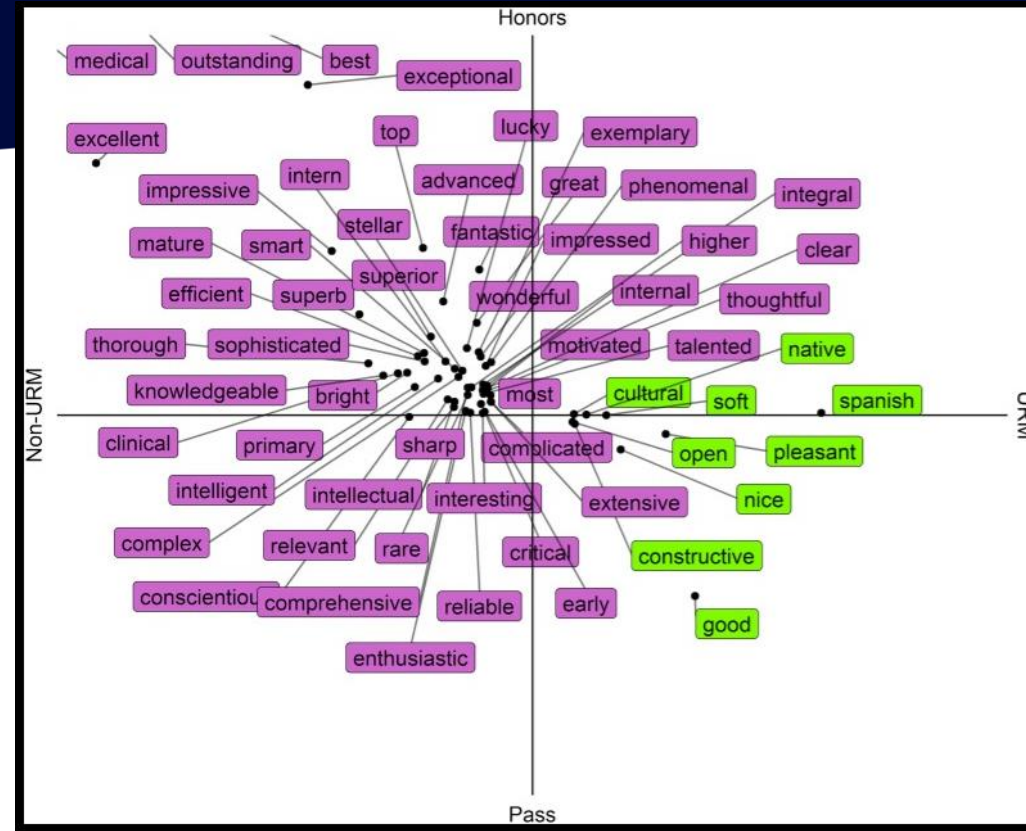 Honors
medical outstanding best
exceptional
excellent top lucky exemplary
impressive intern advanced great phenomenal integral
mature smart stellar fantastic impressed higher clear
efficient superb superior wonderful internal thoughtful
thorough sophisticated motivated talented native
knowledgeable bright most cultural soft spanish
Non-URM
URM
clinical primary sharp complicated open pleasant
intelligent intellectual interesting extensive nice
complex relevant rare critical constructive
conscientiou comprehensive reliable early good
enthusiastic
Pass